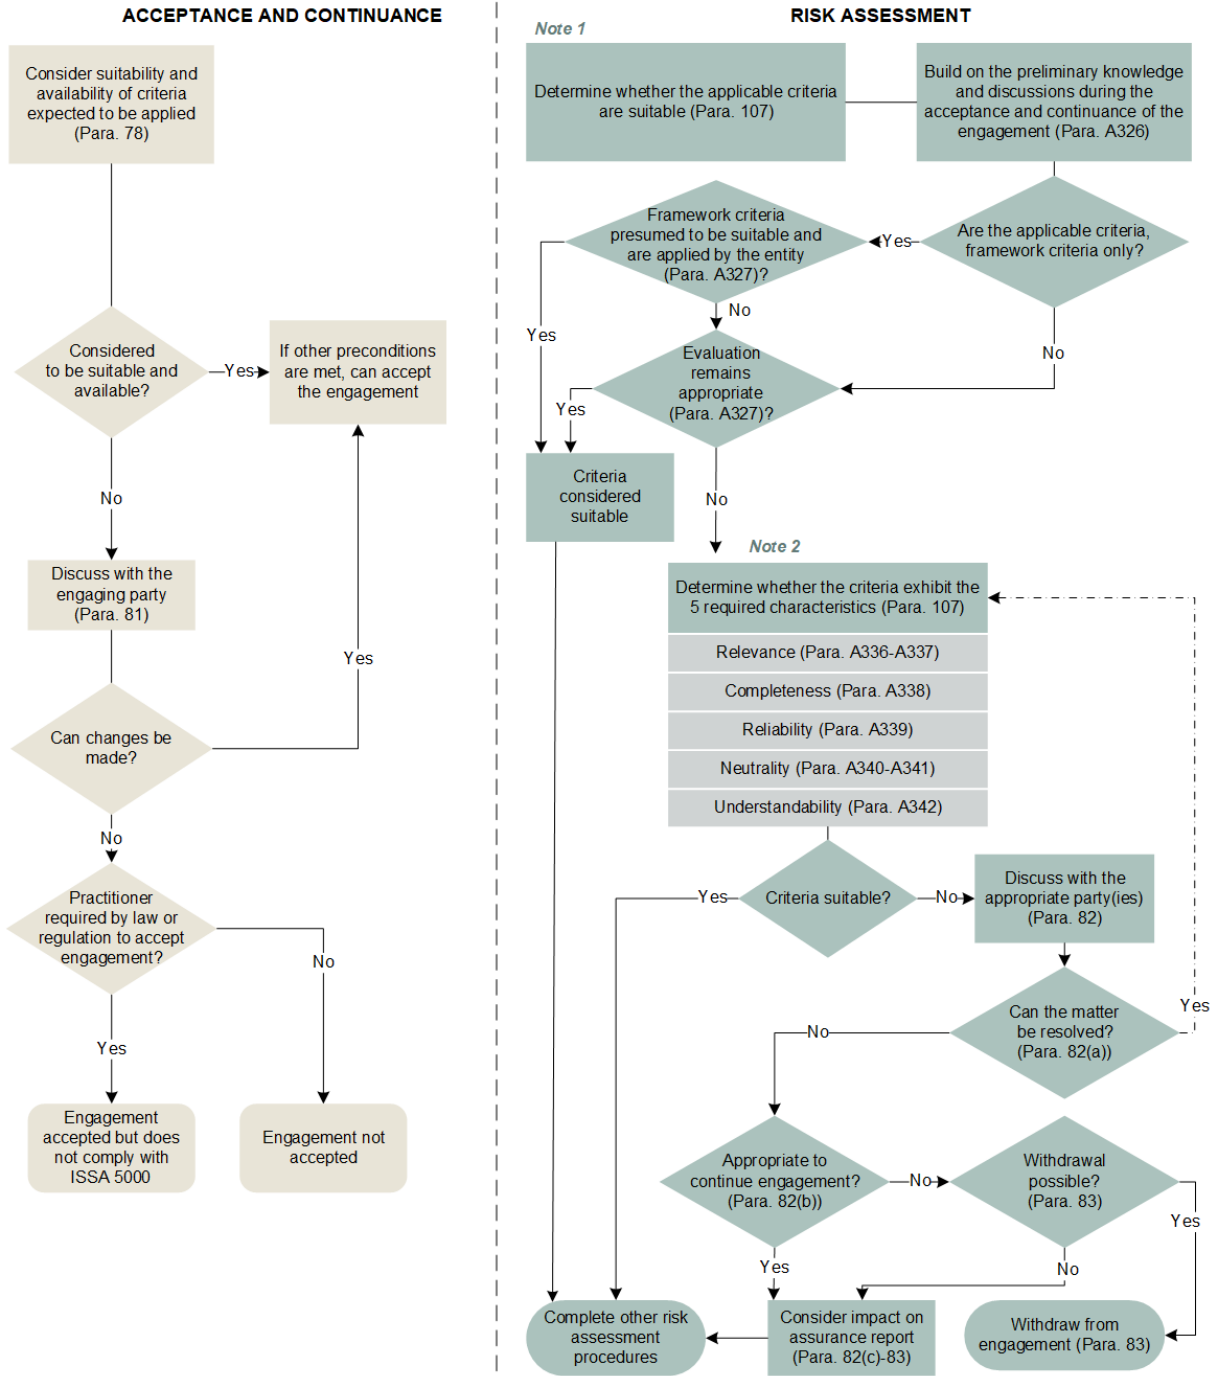 ACCEPTANCE AND CONTINUANCE
Consider suitability and
availability of criteria
expected to be applied
(Para. 78)
Considered
to be suitable and
available?
Yes
If other preconditions
are met, can accept
the engagement
No
Discuss with the
engaging party
(Para. 81)
Yes
Can changes be
made?
No
Practitioner
required by law or
regulation to accept
engagement?
No
Yes
Engagement
accepted but does
not comply with
ISSA 5000
Engagement not
accepted
RISK ASSESSMENT
Note 1
Determine whether the applicable criteria
are suitable (Para. 107)
Build on the preliminary knowledge
and discussions during the
acceptance and continuance of the
engagement (Para. A326)
Are the applicable criteria,
framework criteria only?
Yes
Framework criteria
presumed to be suitable and
are applied by the entity
(Para. A327)?
Yes
No
No
Evaluation
remains
appropriate
(Para. A327)?
Yes
Criteria
considered
suitable
No
Note 2
Determine whether the criteria exhibit the
5 required characteristics (Para. 107)
Relevance (Para. A336-A337)
Completeness (Para. A338)
Reliability (Para. A339)
Neutrality (Para. A340-A341)
Understandability (Para. A342)
Criteria suitable?
Yes
No
Discuss with the
appropriate party(ies)
(Para. 82)
Can the matter
be resolved?
(Para. 82(a))
Yes
No
Appropriate to
continue engagement?
(Para. 82(b))
No
Withdrawal
possible?
(Para. 83)
Yes
Yes
No
Complete other risk
assessment
procedures
Consider impact on
assurance report
(Para. 82(c)-83)
Withdraw from
engagement (Para. 83)